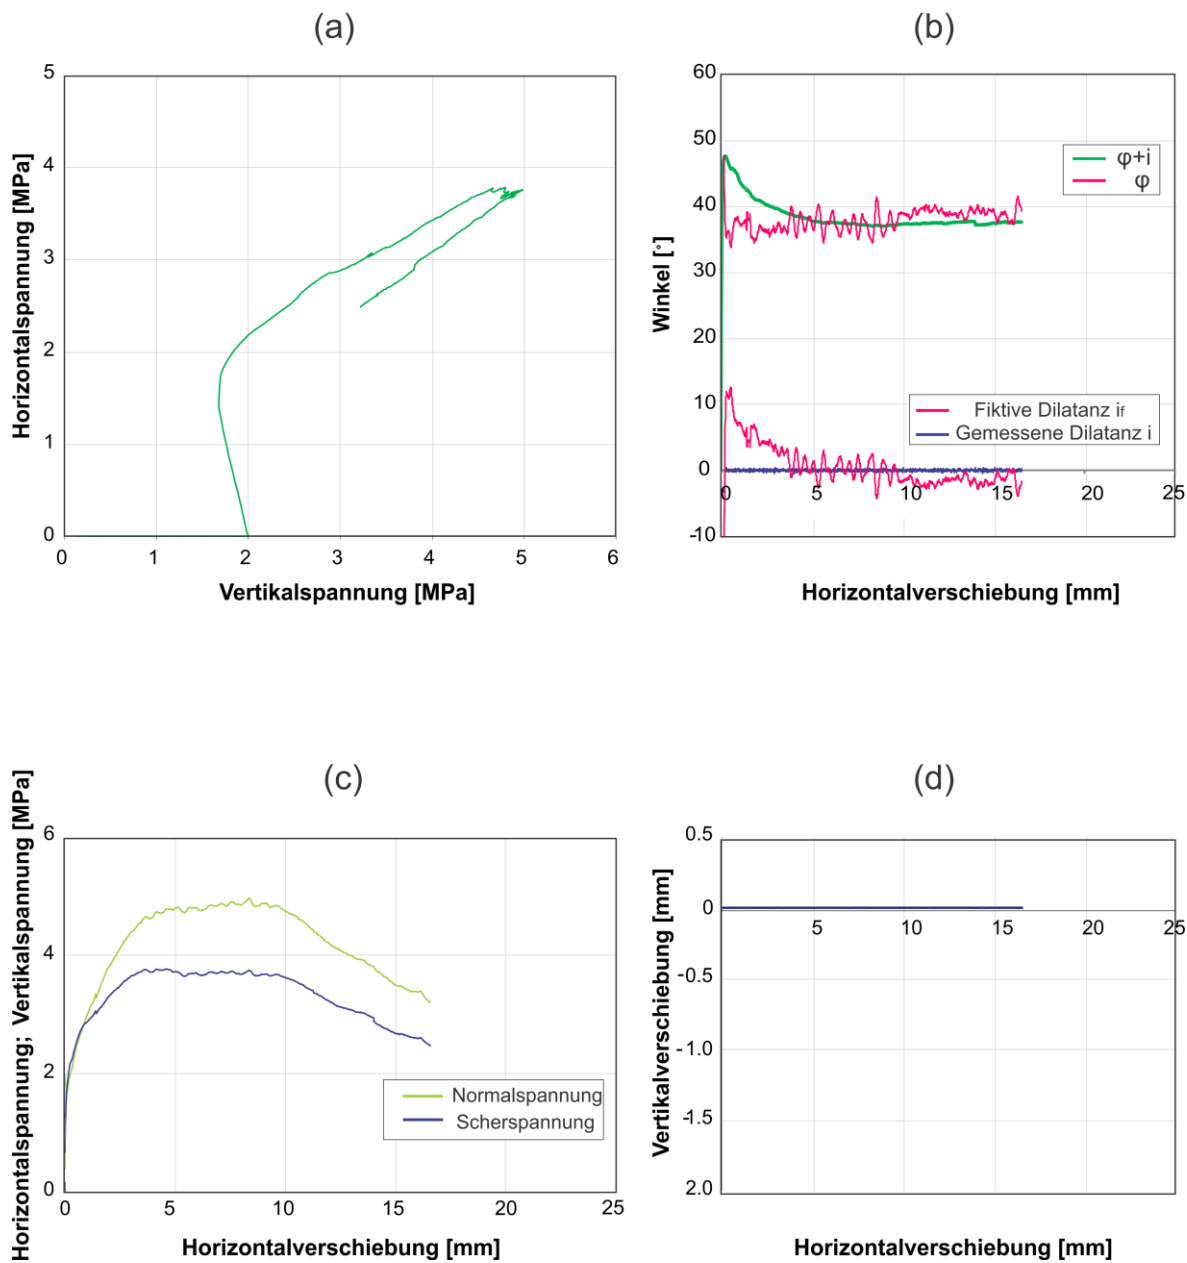 (a)
Horizontalspannung [MPa]
5
4
3
2
1
0
0 1 2 3 4 5 6
Vertikalspannung [MPa]
(b)
Winkel [°]
60
50
40
30
20
10
0
-10
φ+i
φ
Fiktive Dilatanz if
Gemessene Dilatanz i
0 5 10 15 20 25
Horizontalverschiebung [mm]
(c)
Horizontalspannung; Vertikalspannung [MPa]
6
4
2
0
Normalspannung
Scherspannung
0 5 10 15 20 25
Horizontalverschiebung [mm]
(d)
Vertikalverschiebung [mm]
0.5
0
-0.5
-1.0
-1.5
2.0
5 10 15 20 25
Horizontalverschiebung [mm]